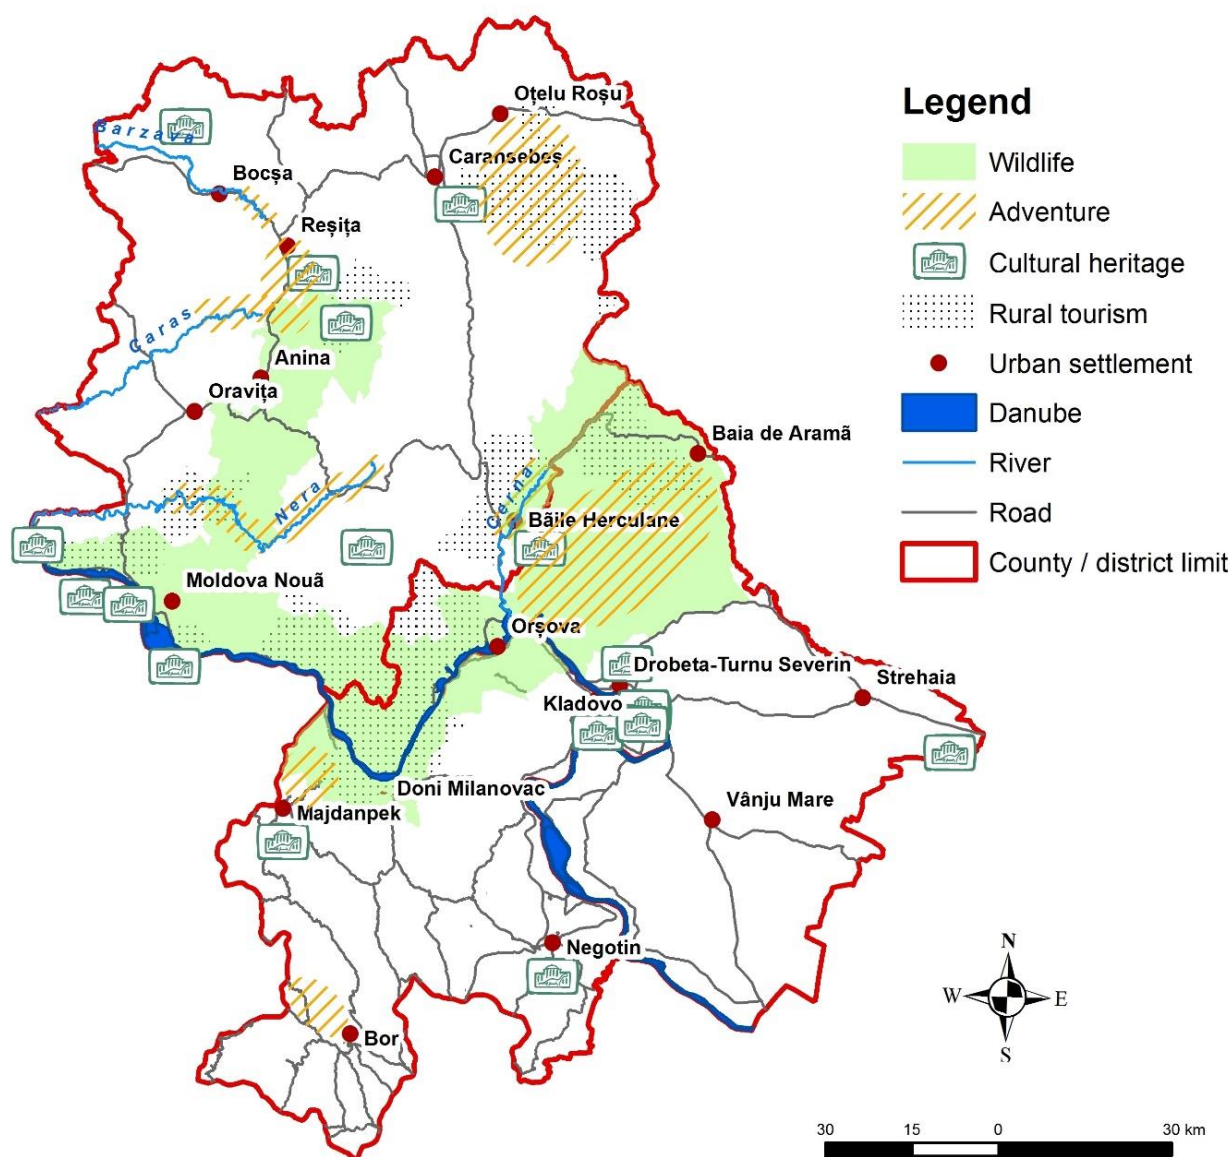 Oțelu Roșu
Barzava
Caransebeș
Bocșa
Reșița
Caras
Anina
Oravița
Baia de Aramã
Nera
Cerna
Bãile Herculane
Moldova Nouã
Orșova
Drobeta-Turnu Severin
Strehaia
Kladovo
Doni Milanovac
Majdanpek
Vânju Mare
Negotin
Bor
Legend
Wildlife
Adventure
Cultural heritage
Rural tourism
Urban settlement
Danube
River
Road
County / district limit
N
W
E
S
30 15 0 30 km